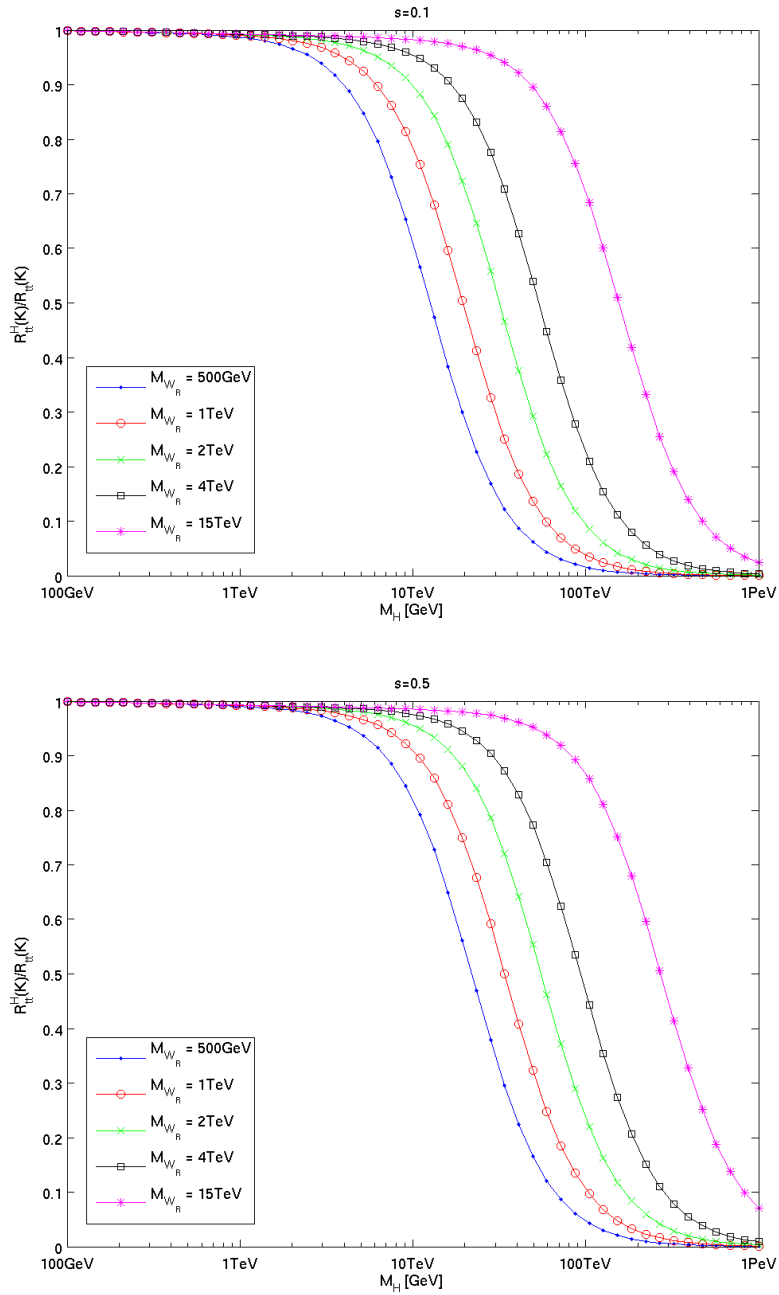 s=0.1
1
0.9
0.8
0.7
0.6
0.5
0.4
0.3
0.2
0.1
0
R_tt^H(K)/R_tt(K)
M_W_R = 500GeV
M_W_R = 1TeV
M_W_R = 2TeV
M_W_R = 4TeV
M_W_R = 15TeV
100GeV 1TeV 10TeV 100TeV 1PeV
M_H [GeV]
s=0.5
1
0.9
0.8
0.7
0.6
0.5
0.4
0.3
0.2
0.1
0
R_tt^H(K)/R_tt(K)
M_W_R = 500GeV
M_W_R = 1TeV
M_W_R = 2TeV
M_W_R = 4TeV
M_W_R = 15TeV
100GeV 1TeV 10TeV 100TeV 1PeV
M_H [GeV]